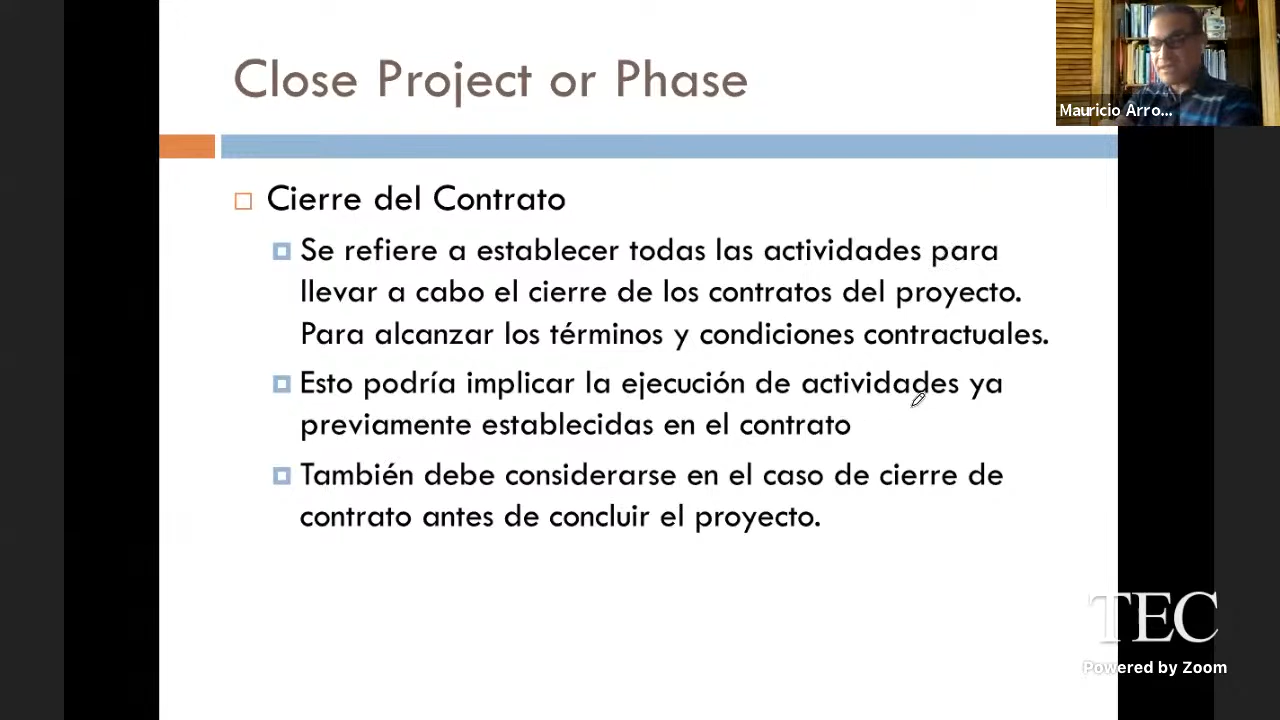 Close Project or Phase
Mauricio Arro...
Cierre del Contrato
Se refiere a establecer todas las actividades para
llevar a cabo el cierre de los contratos del proyecto.
Para alcanzar los términos y condiciones contractuales.
Esto podría implicar la ejecución de actividades ya
previamente establecidas en el contrato
También debe considerarse en el caso de cierre de
contrato antes de concluir el proyecto.
TEC
Powered by Zoom